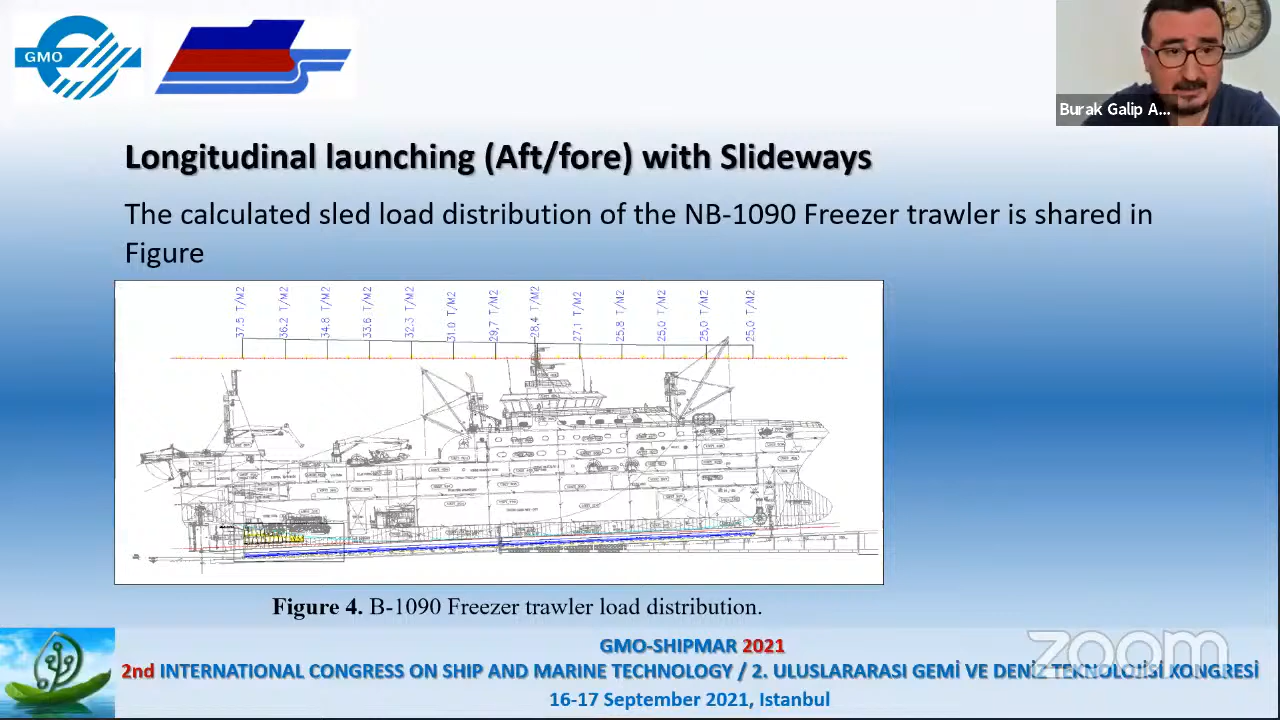 GMO
Burak Galip A...
Longitudinal launching (Aft/fore) with Slideways
The calculated sled load distribution of the NB-1090 Freezer trawler is shared in
Figure
37.5 T/M2
36.2 T/M2
34.8 T/M2
33.6 T/M2
32.3 T/M2
31.0 T/M2
29,7 T/M2
28,4 T/M2
27,1 T/M2
25,8 T/M2
25,0 T/M2
25,0 T/M2
25,0 T/M2
Figure 4. B-1090 Freezer trawler load distribution.
GMO-SHIPMAR 2021
2nd INTERNATIONAL CONGRESS ON SHIP AND MARINE TECHNOLOGY / 2. ULUSLARARASI GEMİ VE DENİZ TEKNOLOJİSİ KONGRESİ
16-17 September 2021, Istanbul
zoom